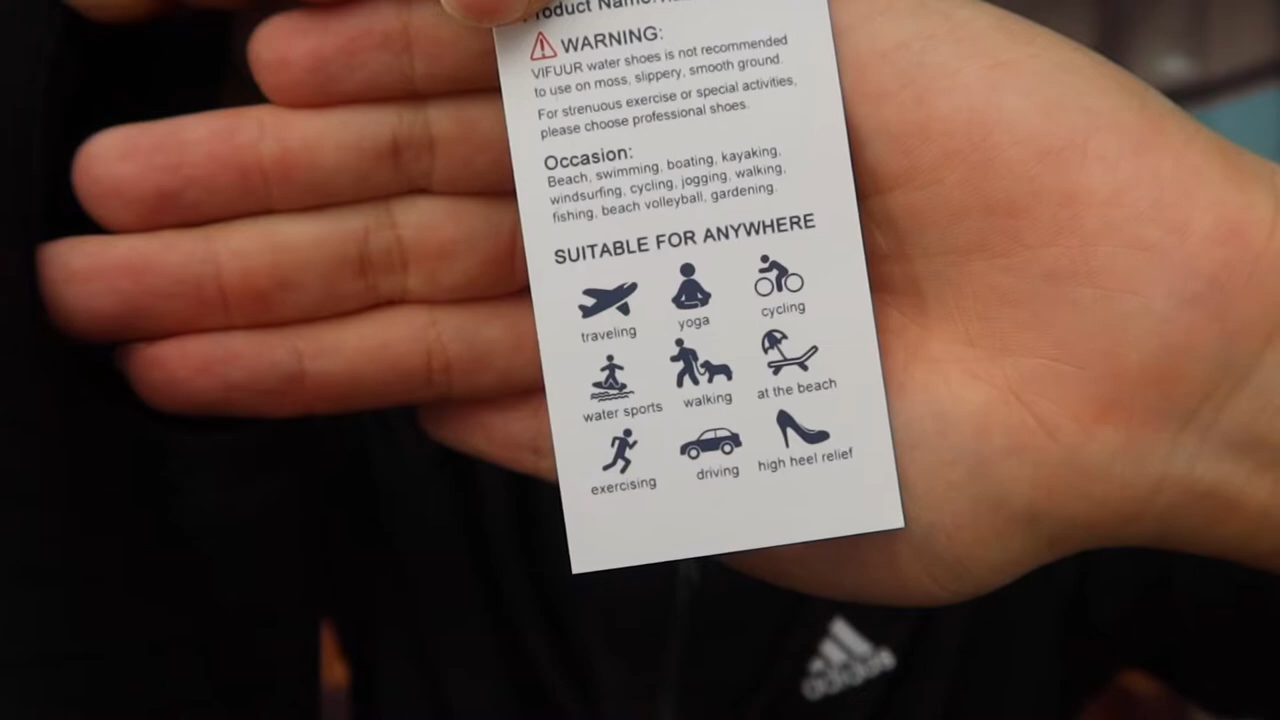 Product Name:
WARNING:
VIFUUR water shoes is not recommended
to use on moss, slippery, smooth ground.
For strenuous exercise or special activities,
please choose professional shoes.
Occasion:
Beach, swimming, boating, kayaking,
windsurfing, cycling, jogging, walking,
fishing, beach volleyball, gardening.
SUITABLE FOR ANYWHERE
traveling yoga cycling
water sports walking at the beach
exercising driving high heel relief
adidas